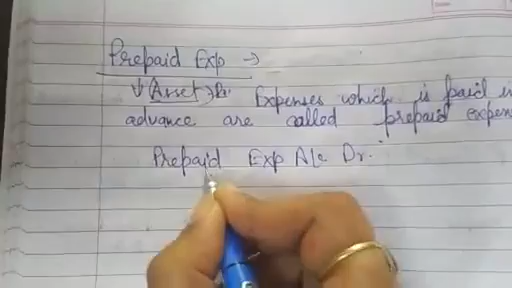 Prepaid Exp →
↓ (Asset) Expenses which is paid in
advance are called prepaid expen
Prepaid Exp A/c Dr.